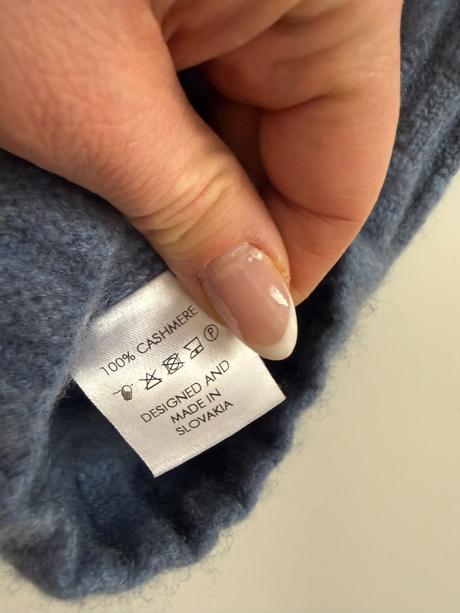 100% CASHMERE
P
DESIGNED AND
MADE IN
SLOVAKIA